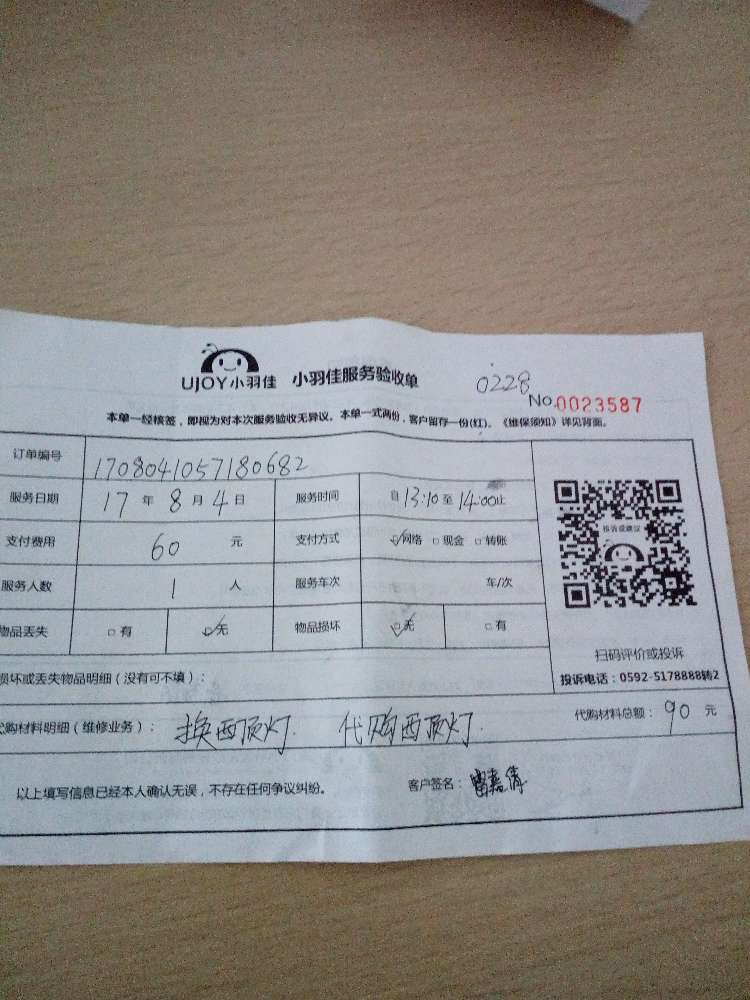 UJOY小羽佳 小羽佳服务验收单 0228
No.0023587
本单一经核签，即视为对本次服务验收无异议。本单一式两份，客户留存一份(红)。《维保须知》详见背面。
订单编号 1708041057180682
服务日期 17 年 8 月 4 日 服务时间 自 13:10 至 14:00 止
支付费用 60 元 支付方式 ☑网络 □现金 □转账
服务人数 1 人 服务车次 车/次
物品丢失 □有 ☑无 物品损坏 ☑无 □有
投诉或建议
扫码评价或投诉
投诉电话：0592-5178888转2
损坏或丢失物品明细（没有可不填）：
代购材料明细（维修业务）： 换西顶灯. 代购西顶灯. 代购材料总额：90 元
以上填写信息已经本人确认无误，不存在任何争议纠纷。 客户签名：